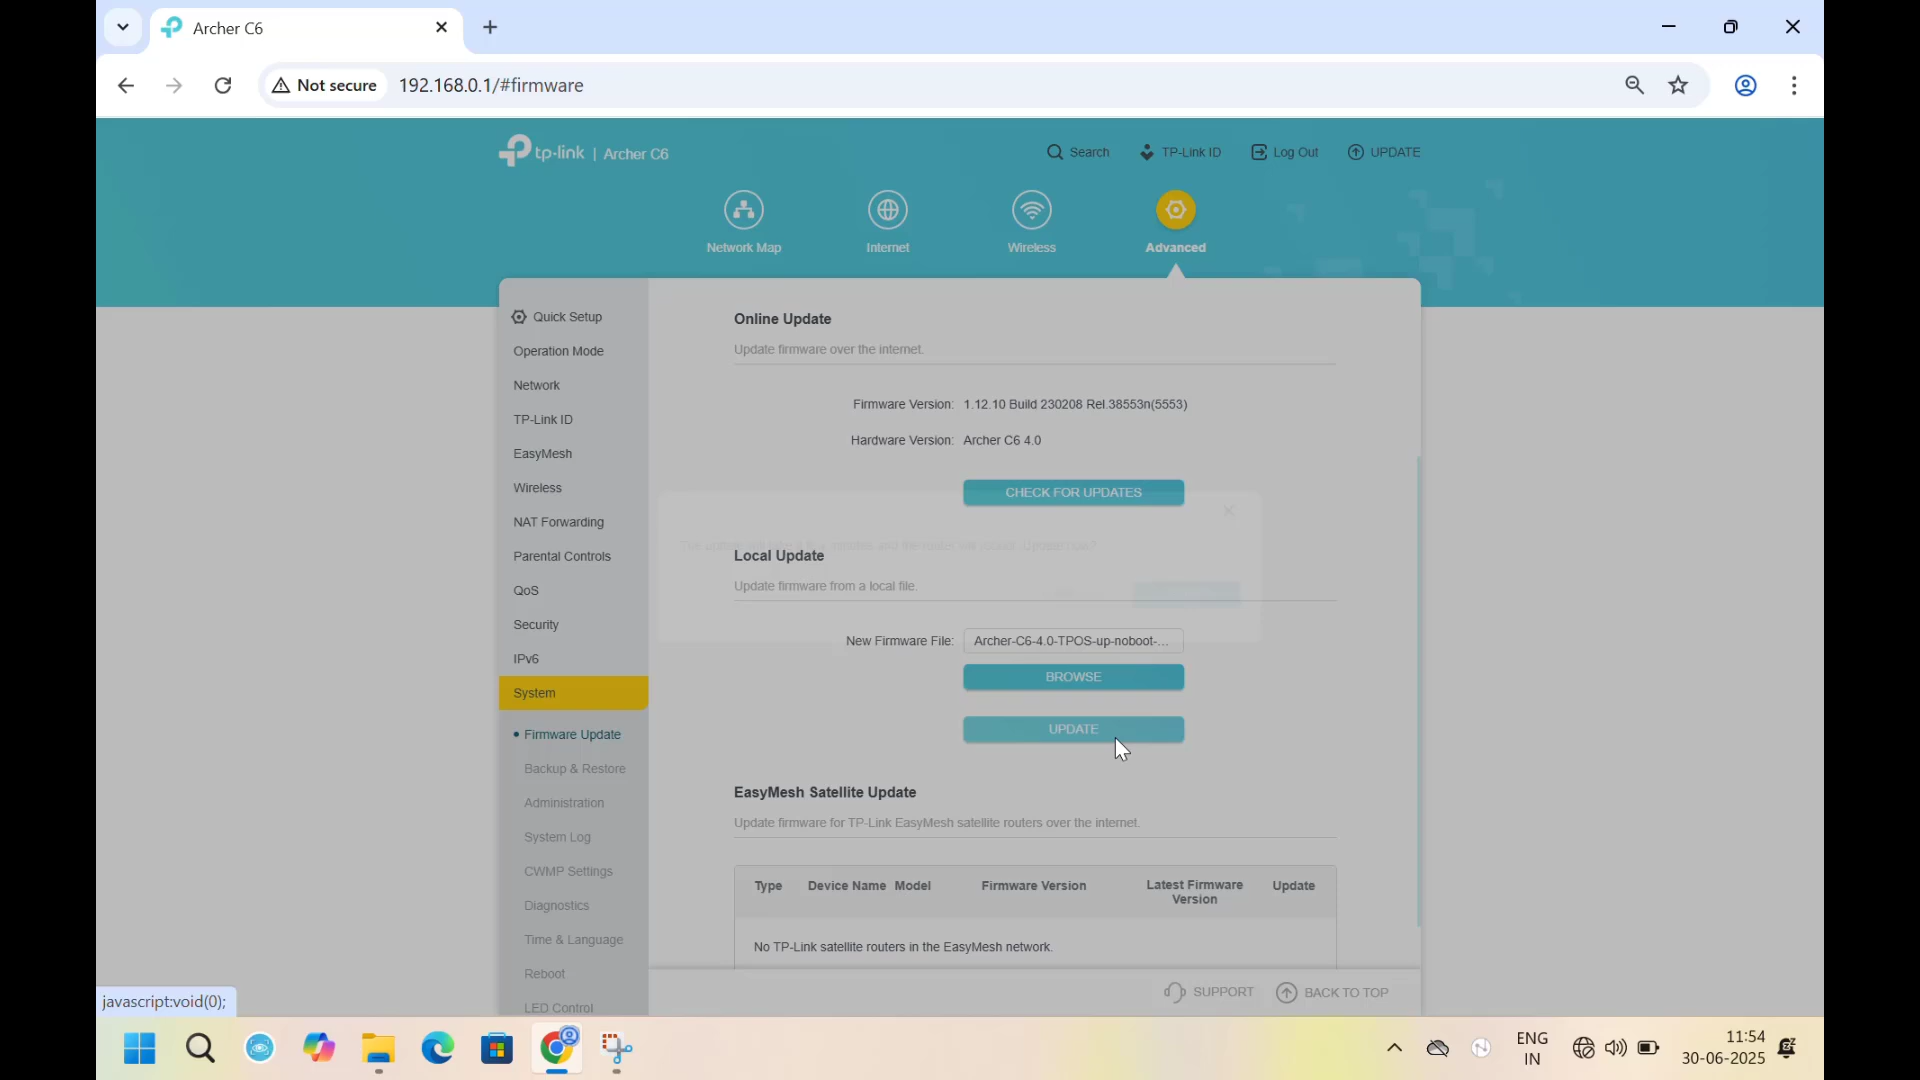 Archer C6
Not secure 192.168.0.1/#firmware
tp-link | Archer C6
Search TP-Link ID Log Out UPDATE
Network Map Internet Wireless Advanced
Quick Setup
Operation Mode
Network
TP-Link ID
EasyMesh
Wireless
NAT Forwarding
Parental Controls
QoS
Security
IPv6
System
Firmware Update
Backup & Restore
Administration
System Log
CWMP Settings
Diagnostics
Time & Language
Reboot
LED Control
Online Update
Update firmware over the internet.
Firmware Version: 1.12.10 Build 230208 Rel.38553n(5553)
Hardware Version: Archer C6 4.0
CHECK FOR UPDATES
Local Update
Update firmware from a local file.
New Firmware File: Archer-C6-4.0-TPOS-up-noboot-...
BROWSE
UPDATE
EasyMesh Satellite Update
Update firmware for TP-Link EasyMesh satellite routers over the internet.
Type Device Name Model Firmware Version Latest Firmware Version Update
No TP-Link satellite routers in the EasyMesh network.
SUPPORT BACK TO TOP
javascript:void(0);
ENG
IN
11:54
30-06-2025